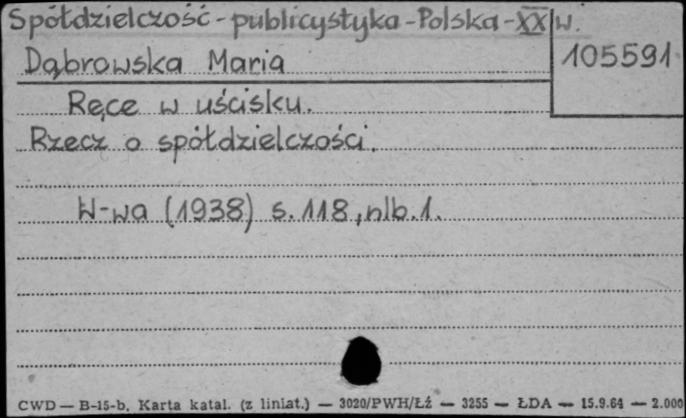 Spółdzielczość - publicystyka - Polska - XX w.
Dąbrowska Maria
105591
Ręce w uścisku.
Rzecz o spółdzielczości.
W-wa (1938) s. 118, nlb. 1.
CWD — B-15-b. Karta katal. (z liniat.) — 3020/PWH/Łź — 3255 — ŁDA — 15.9.64 — 2.000